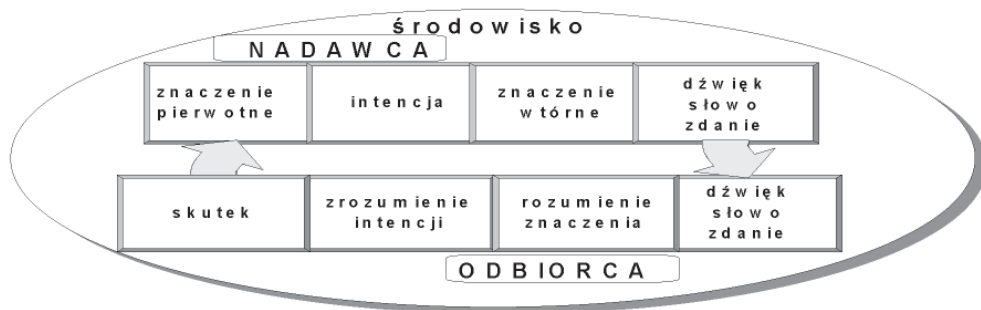 środowisko
NADAWCA
znaczenie
pierwotne
intencja
znaczenie
wtórne
dźwięk
słowo
zdanie
skutek
zrozumienie
intencji
rozumienie
znaczenia
dźwięk
słowo
zdanie
ODBIORCA